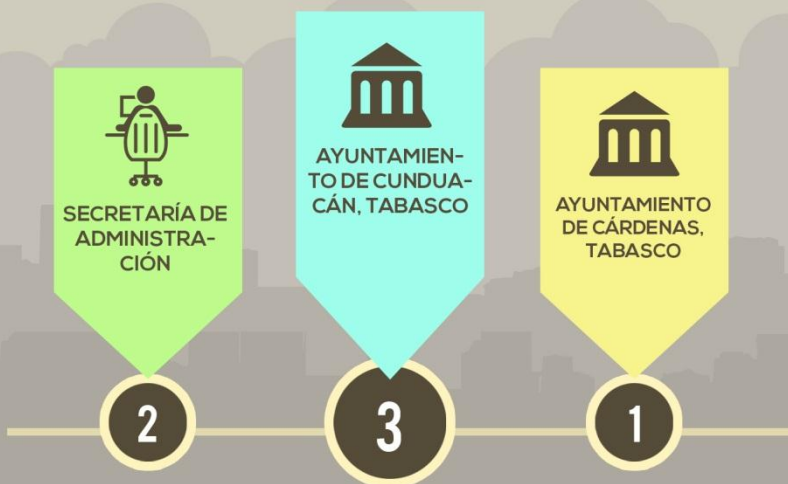 SECRETARÍA DE
ADMINISTRA-
CIÓN
2
AYUNTAMIEN-
TO DE CUNDUA-
CÁN, TABASCO
3
AYUNTAMIENTO
DE CÁRDENAS,
TABASCO
1